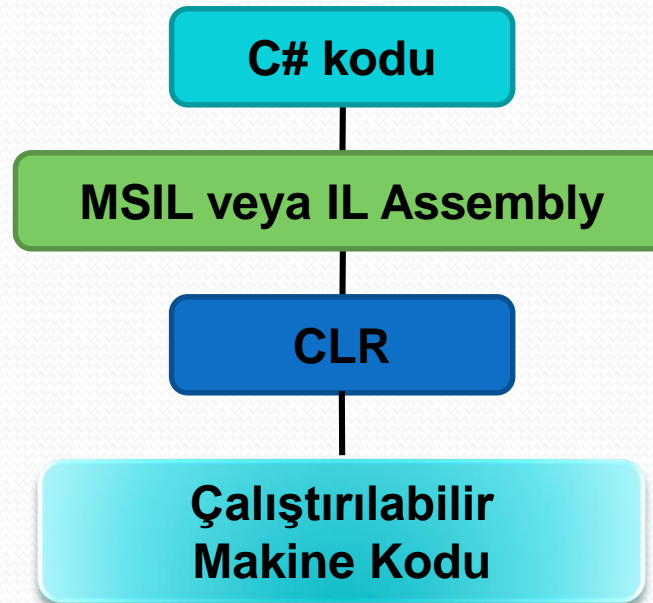 C# kodu
MSIL veya IL Assembly
CLR
Çalıştırılabilir
Makine Kodu